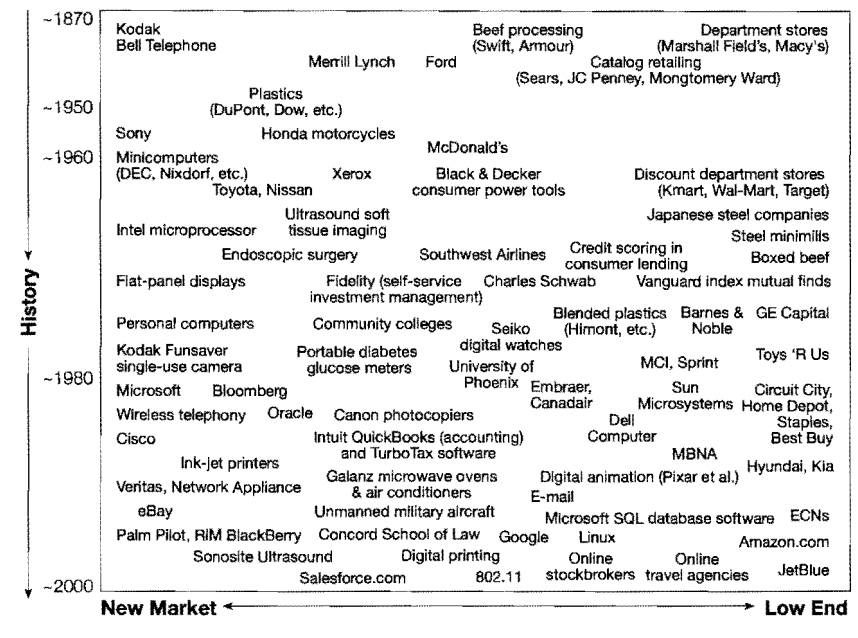 ~1870
Kodak
Bell Telephone
Beef processing
(Swift, Armour)
Department stores
(Marshall Field's, Macy's)
Merrill Lynch
Ford
Catalog retailing
(Sears, JC Penney, Mongtomery Ward)
Plastics
(DuPont, Dow, etc.)
~1950
Sony
Honda motorcycles
McDonald's
~1960
Minicomputers
(DEC, Nixdorf, etc.)
Xerox
Black & Decker
consumer power tools
Discount department stores
(Kmart, Wal-Mart, Target)
Toyota, Nissan
Ultrasound soft
tissue imaging
Japanese steel companies
Intel microprocessor
Steel minimills
Endoscopic surgery
Southwest Airlines
Credit scoring in
consumer lending
Boxed beef
Flat-panel displays
Fidelity (self-service
investment management)
Charles Schwab
Vanguard index mutual finds
History
Personal computers
Community colleges
Seiko
digital watches
Blended plastics
(Himont, etc.)
Barnes &
Noble
GE Capital
Kodak Funsaver
single-use camera
Portable diabetes
glucose meters
University of
Phoenix
MCI, Sprint
Toys 'R Us
~1980
Microsoft
Bloomberg
Embraer,
Canadair
Sun
Microsystems
Circuit City,
Home Depot,
Staples,
Best Buy
Wireless telephony
Oracle
Canon photocopiers
Dell
Computer
Cisco
Intuit QuickBooks (accounting)
and TurboTax software
MBNA
Ink-jet printers
Hyundai, Kia
Veritas, Network Appliance
Galanz microwave ovens
& air conditioners
Digital animation (Pixar et al.)
E-mail
eBay
Unmanned military aircraft
Microsoft SQL database software
ECNs
Palm Pilot, RIM BlackBerry
Concord School of Law
Google
Linux
Amazon.com
Sonosite Ultrasound
Digital printing
Online
stockbrokers
Online
travel agencies
JetBlue
Salesforce.com
802.11
~2000
New Market
Low End